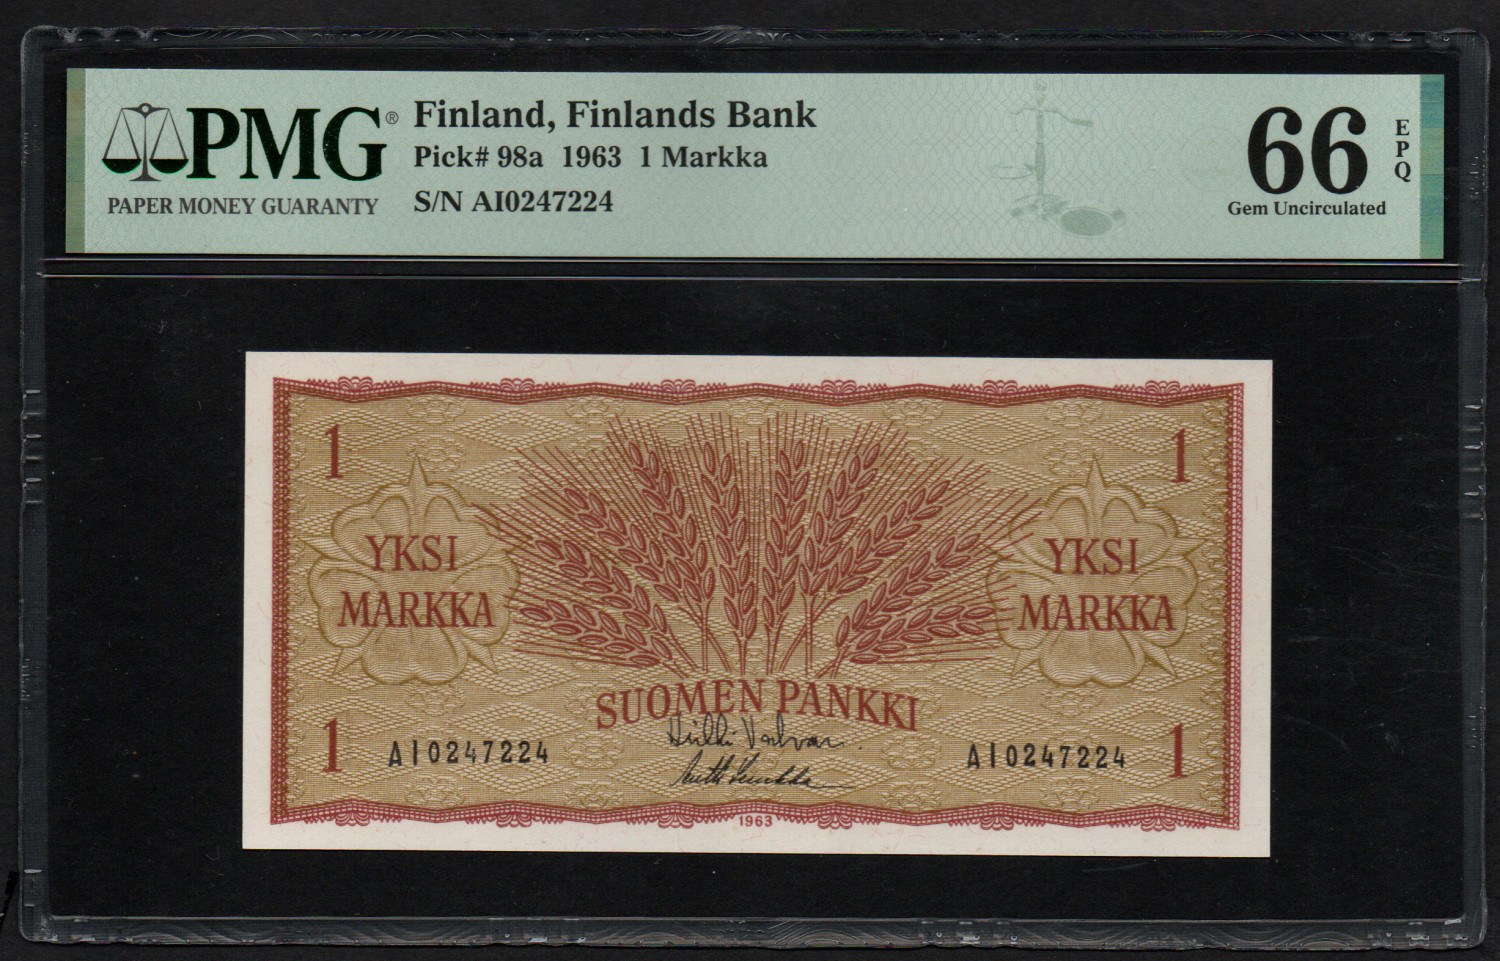 PMG®
PAPER MONEY GUARANTY
Finland, Finlands Bank
Pick# 98a 1963 1 Markka
S/N AI0247224
66 EPQ
Gem Uncirculated
1 1
YKSI MARKKA
YKSI MARKKA
SUOMEN PANKKI
1 AI0247224 AI0247224 1
1963